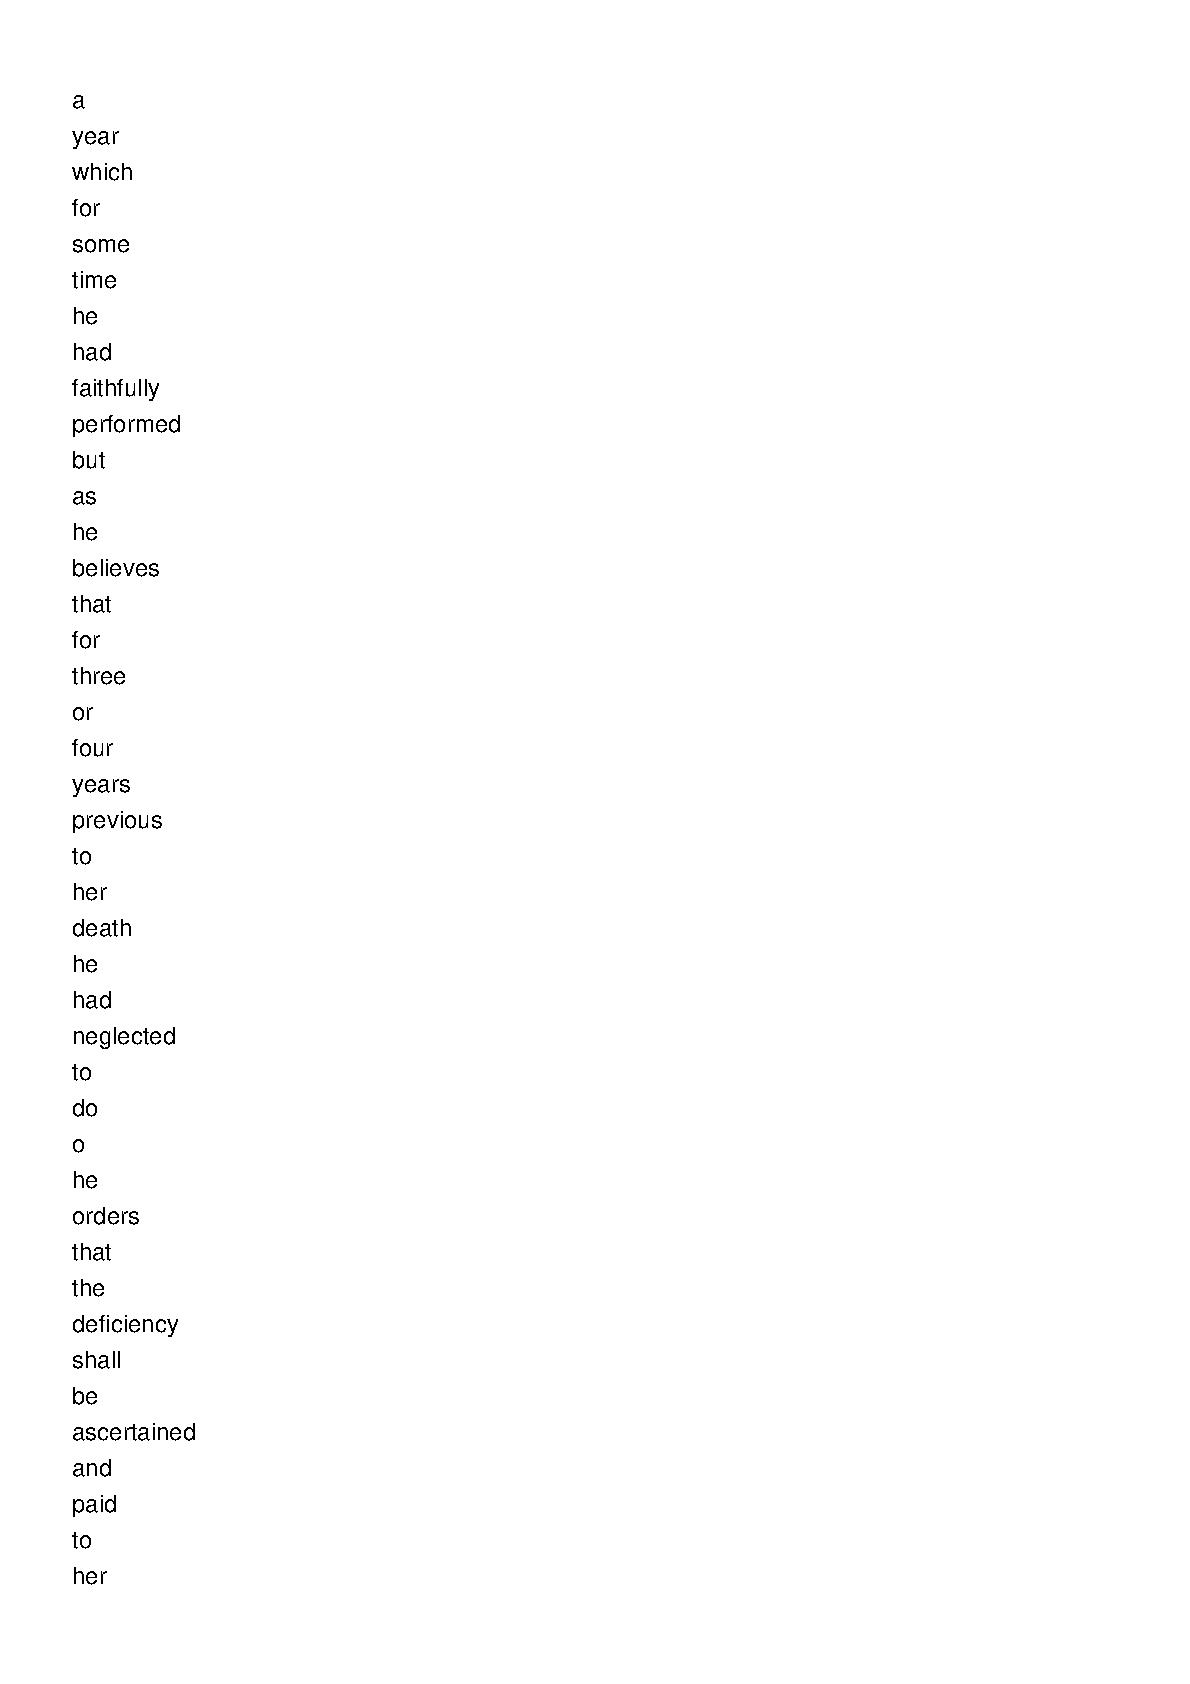 a
year
which
for
some
time
he
had
faithfully
performed
but
as
he
believes
that
for
three
or
four
years
previous
to
her
death
he
had
neglected
to
do
o
he
orders
that
the
deficiency
shall
be
ascertained
and
paid
to
her